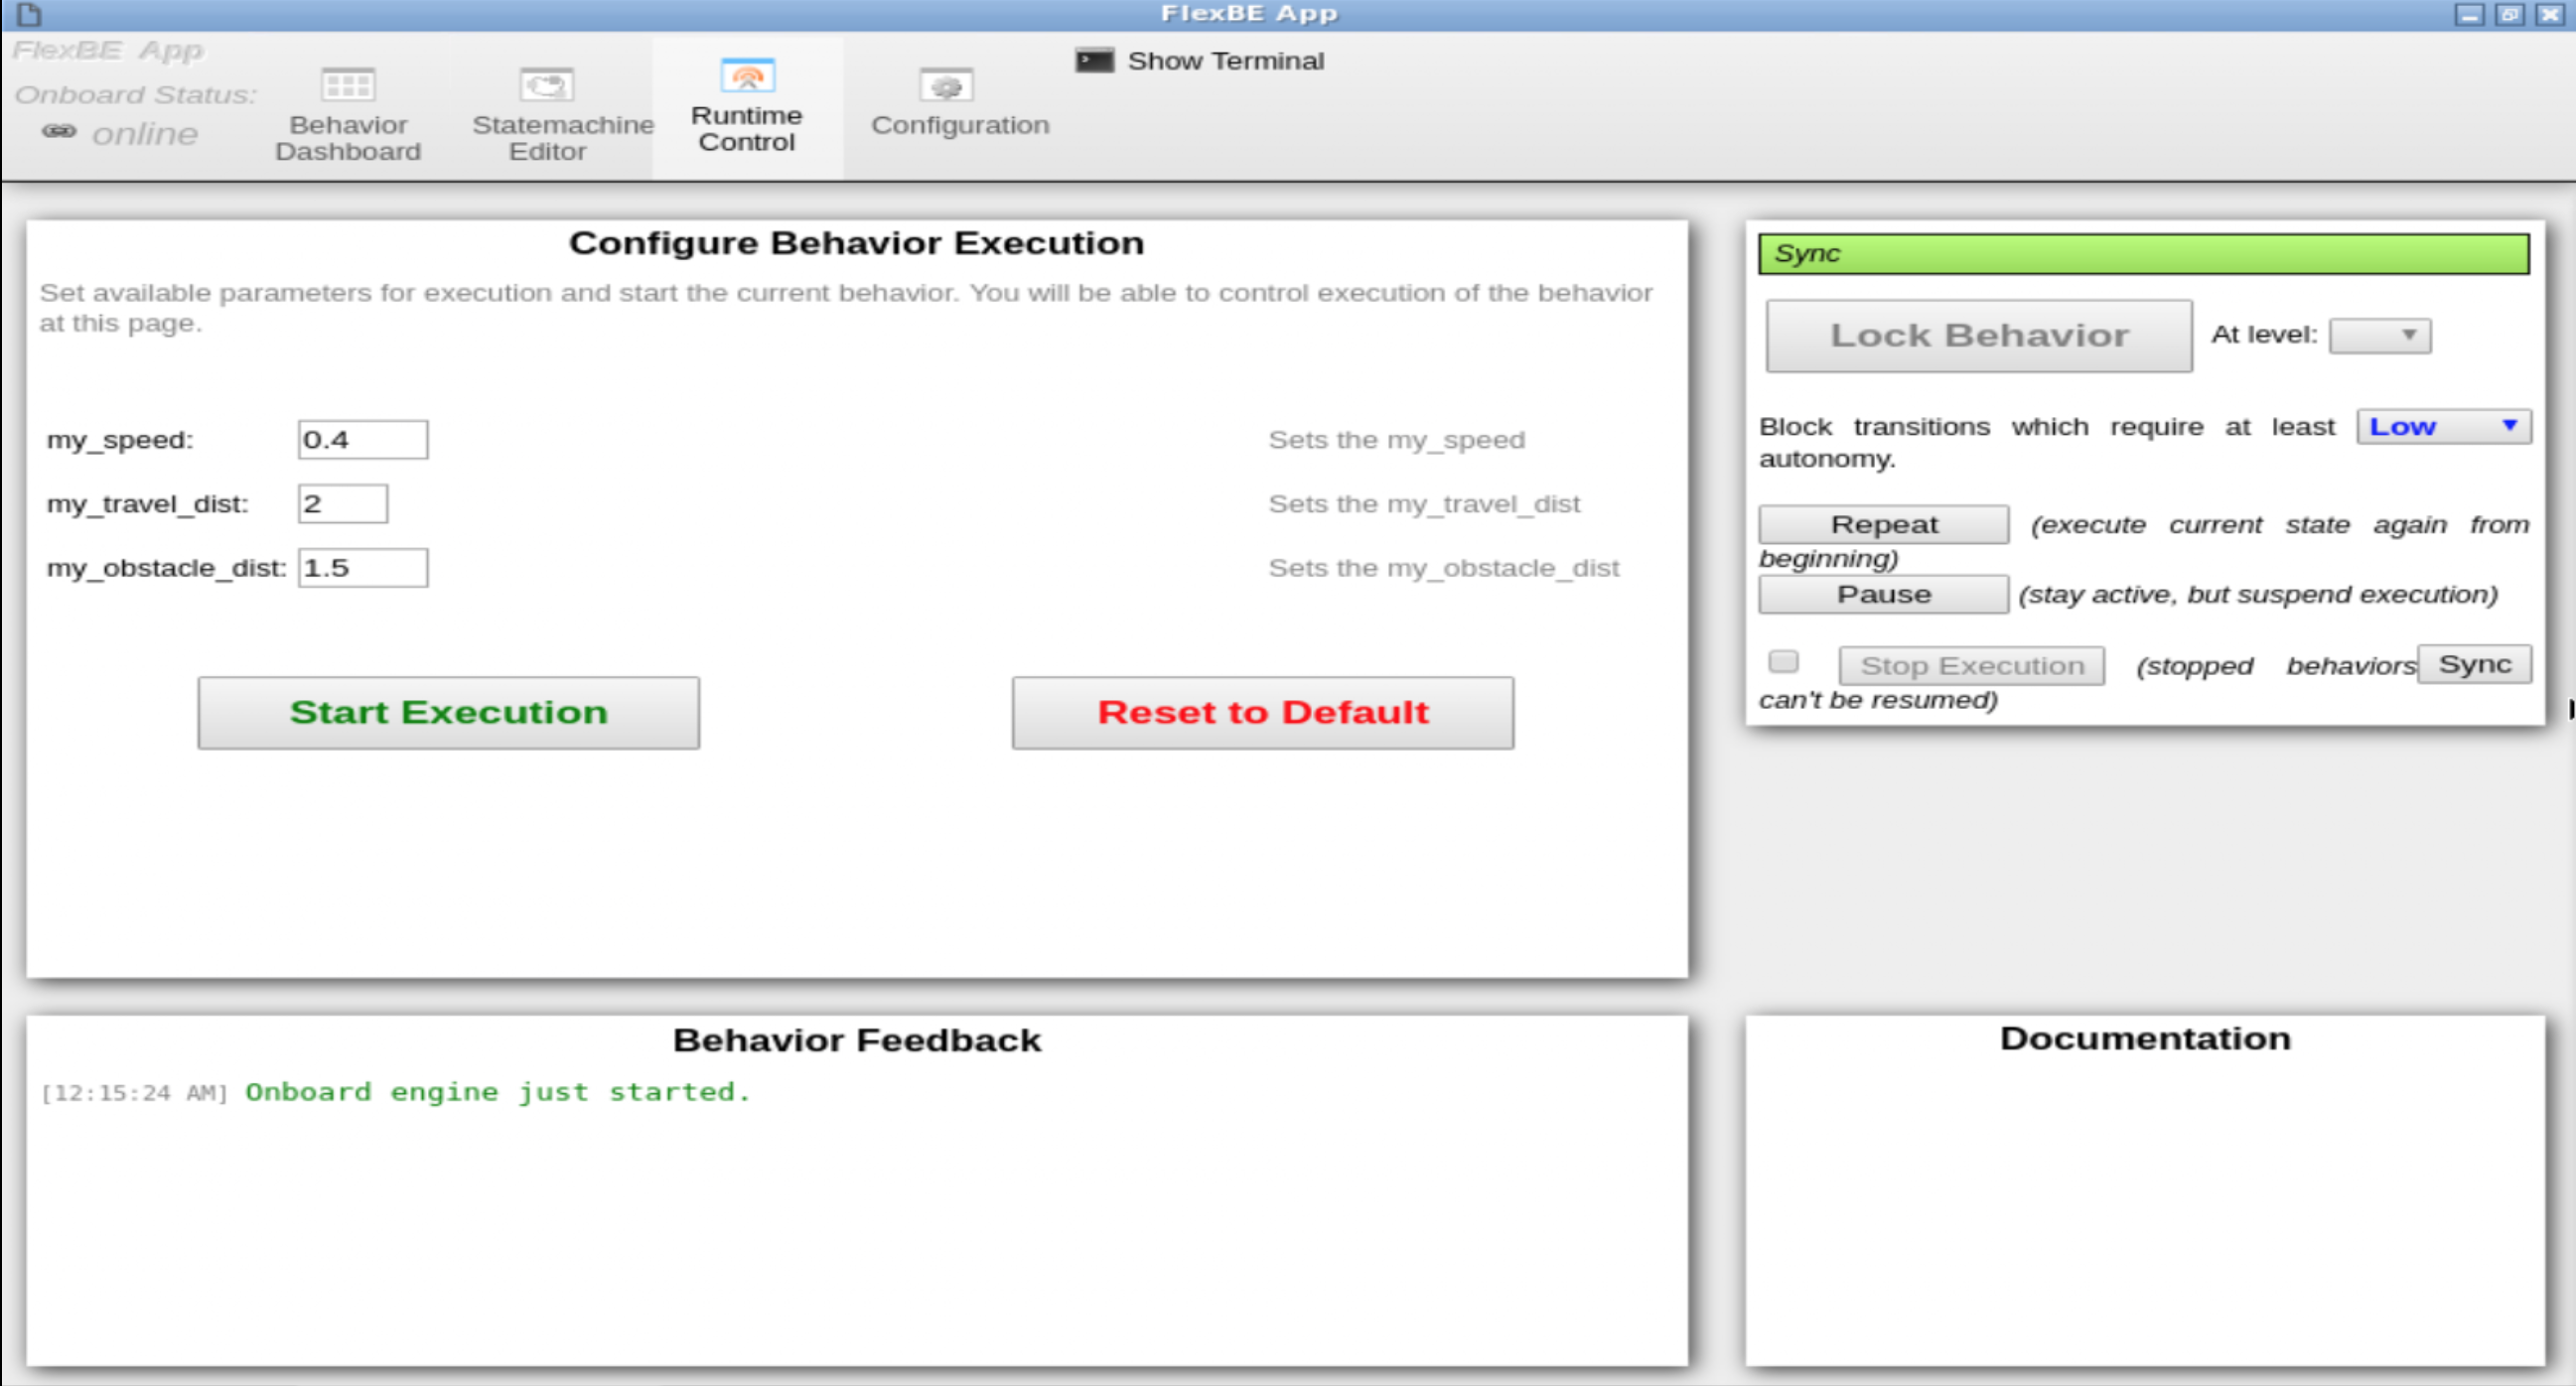 FlexBE App
FlexBE App
Onboard Status:
online
Behavior
Dashboard
Statemachine
Editor
Runtime
Control
Configuration
Show Terminal
Configure Behavior Execution
Set available parameters for execution and start the current behavior. You will be able to control execution of the behavior
at this page.
my_speed: 0.4 Sets the my_speed
my_travel_dist: 2 Sets the my_travel_dist
my_obstacle_dist: 1.5 Sets the my_obstacle_dist
Start Execution Reset to Default
Sync
Lock Behavior At level:
Block transitions which require at least Low
autonomy.
Repeat (execute current state again from
beginning)
Pause (stay active, but suspend execution)
Stop Execution (stopped behaviors Sync
can't be resumed)
Behavior Feedback
[12:15:24 AM] Onboard engine just started.
Documentation